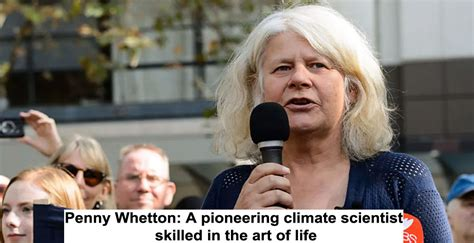 Penny Whetton: A pioneering climate scientist
skilled in the art of life